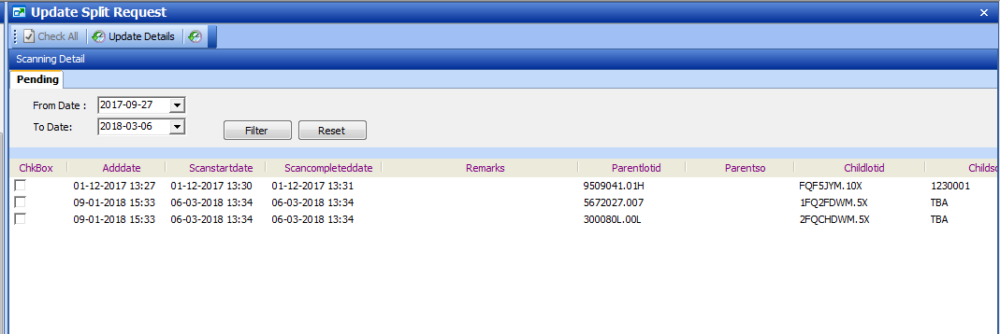 Update Split Request
Check All Update Details
Scanning Detail
Pending
From Date : 2017-09-27
To Date: 2018-03-06 Filter Reset
ChkBox Adddate Scanstartdate Scancompleteddate Remarks Parentlotid Parentso Childlotid Childso
01-12-2017 13:27 01-12-2017 13:30 01-12-2017 13:31 9509041.01H FQF5JYM.10X 1230001
09-01-2018 15:33 06-03-2018 13:34 06-03-2018 13:34 5672027.007 1FQ2FDWM.5X TBA
09-01-2018 15:33 06-03-2018 13:34 06-03-2018 13:34 300080L.00L 2FQCHDWM.5X TBA